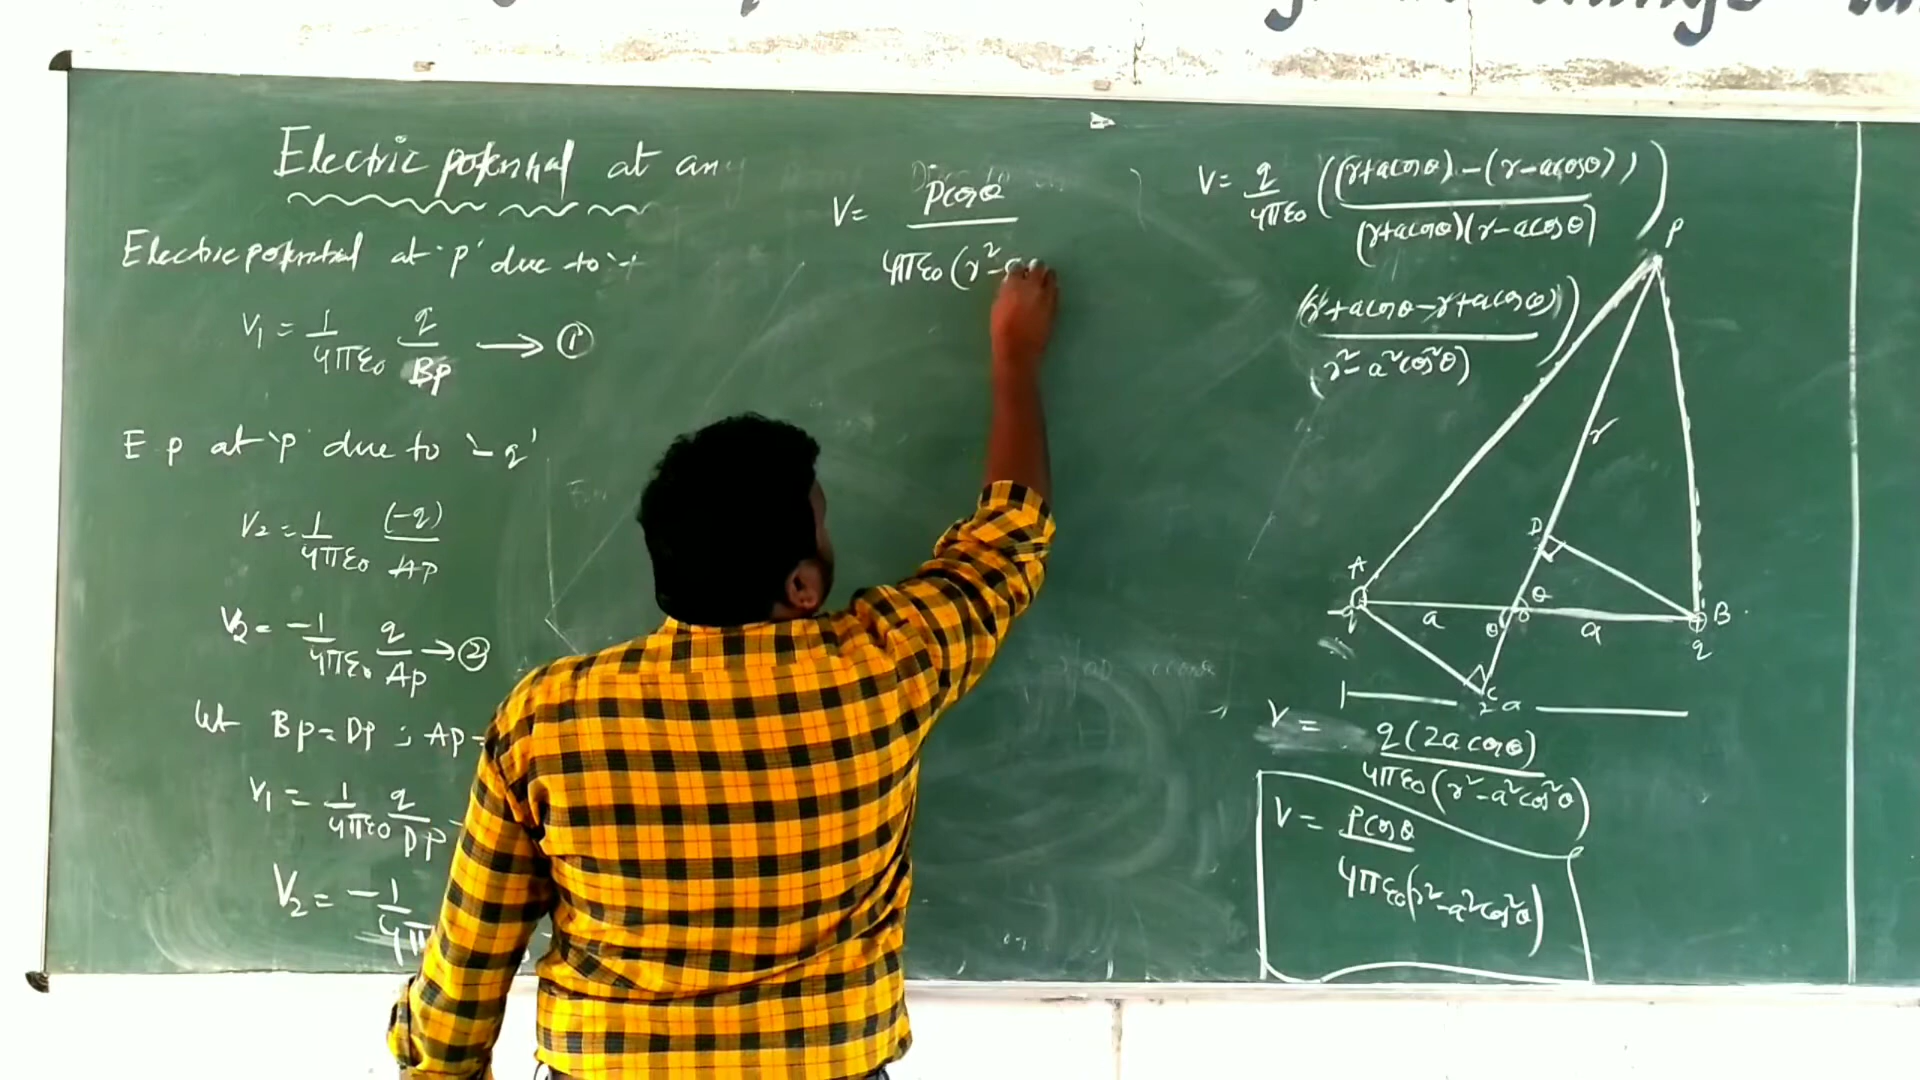 Electric potential at an
Electric potential at 'p' due to '+
V₁ = 1/4πε₀ q/Bp → ①
E p at 'p' due to '-q'
V₂ = 1/4πε₀ (-q)/AP
V₂ = -1/4πε₀ q/Ap → ②
let Bp = Dp ; Ap =
V₁ = 1/4πε₀ q/DP
V₂ = -1/4π
V = Pcosθ/4πε₀(r²-
V = q/4πε₀ (((r+acosθ)-(r-acosθ))/(r+acosθ)(r-acosθ))
(r+acosθ-r+acosθ))/(r²-a²cos²θ)
P
r
D
A
θ
-q
a
θ
a
B
q
C
2a
V = q(2acosθ)/4πε₀(r²-a²cos²θ)
V = Pcosθ/4πε₀(r²-a²cos²θ)